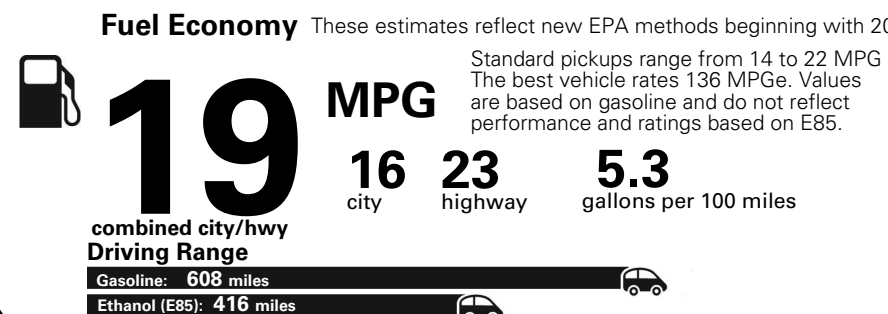 Fuel Economy These estimates reflect new EPA methods beginning with
Standard pickups range from 14 to 22 MPG
The best vehicle rates 136 MPGe. Values
are based on gasoline and do not reflect
performance and ratings based on E85.
19 MPG
16 23 5.3
city highway gallons per 100 miles
combined city/hwy
Driving Range
Gasoline: 608 miles
Ethanol (E85): 416 miles